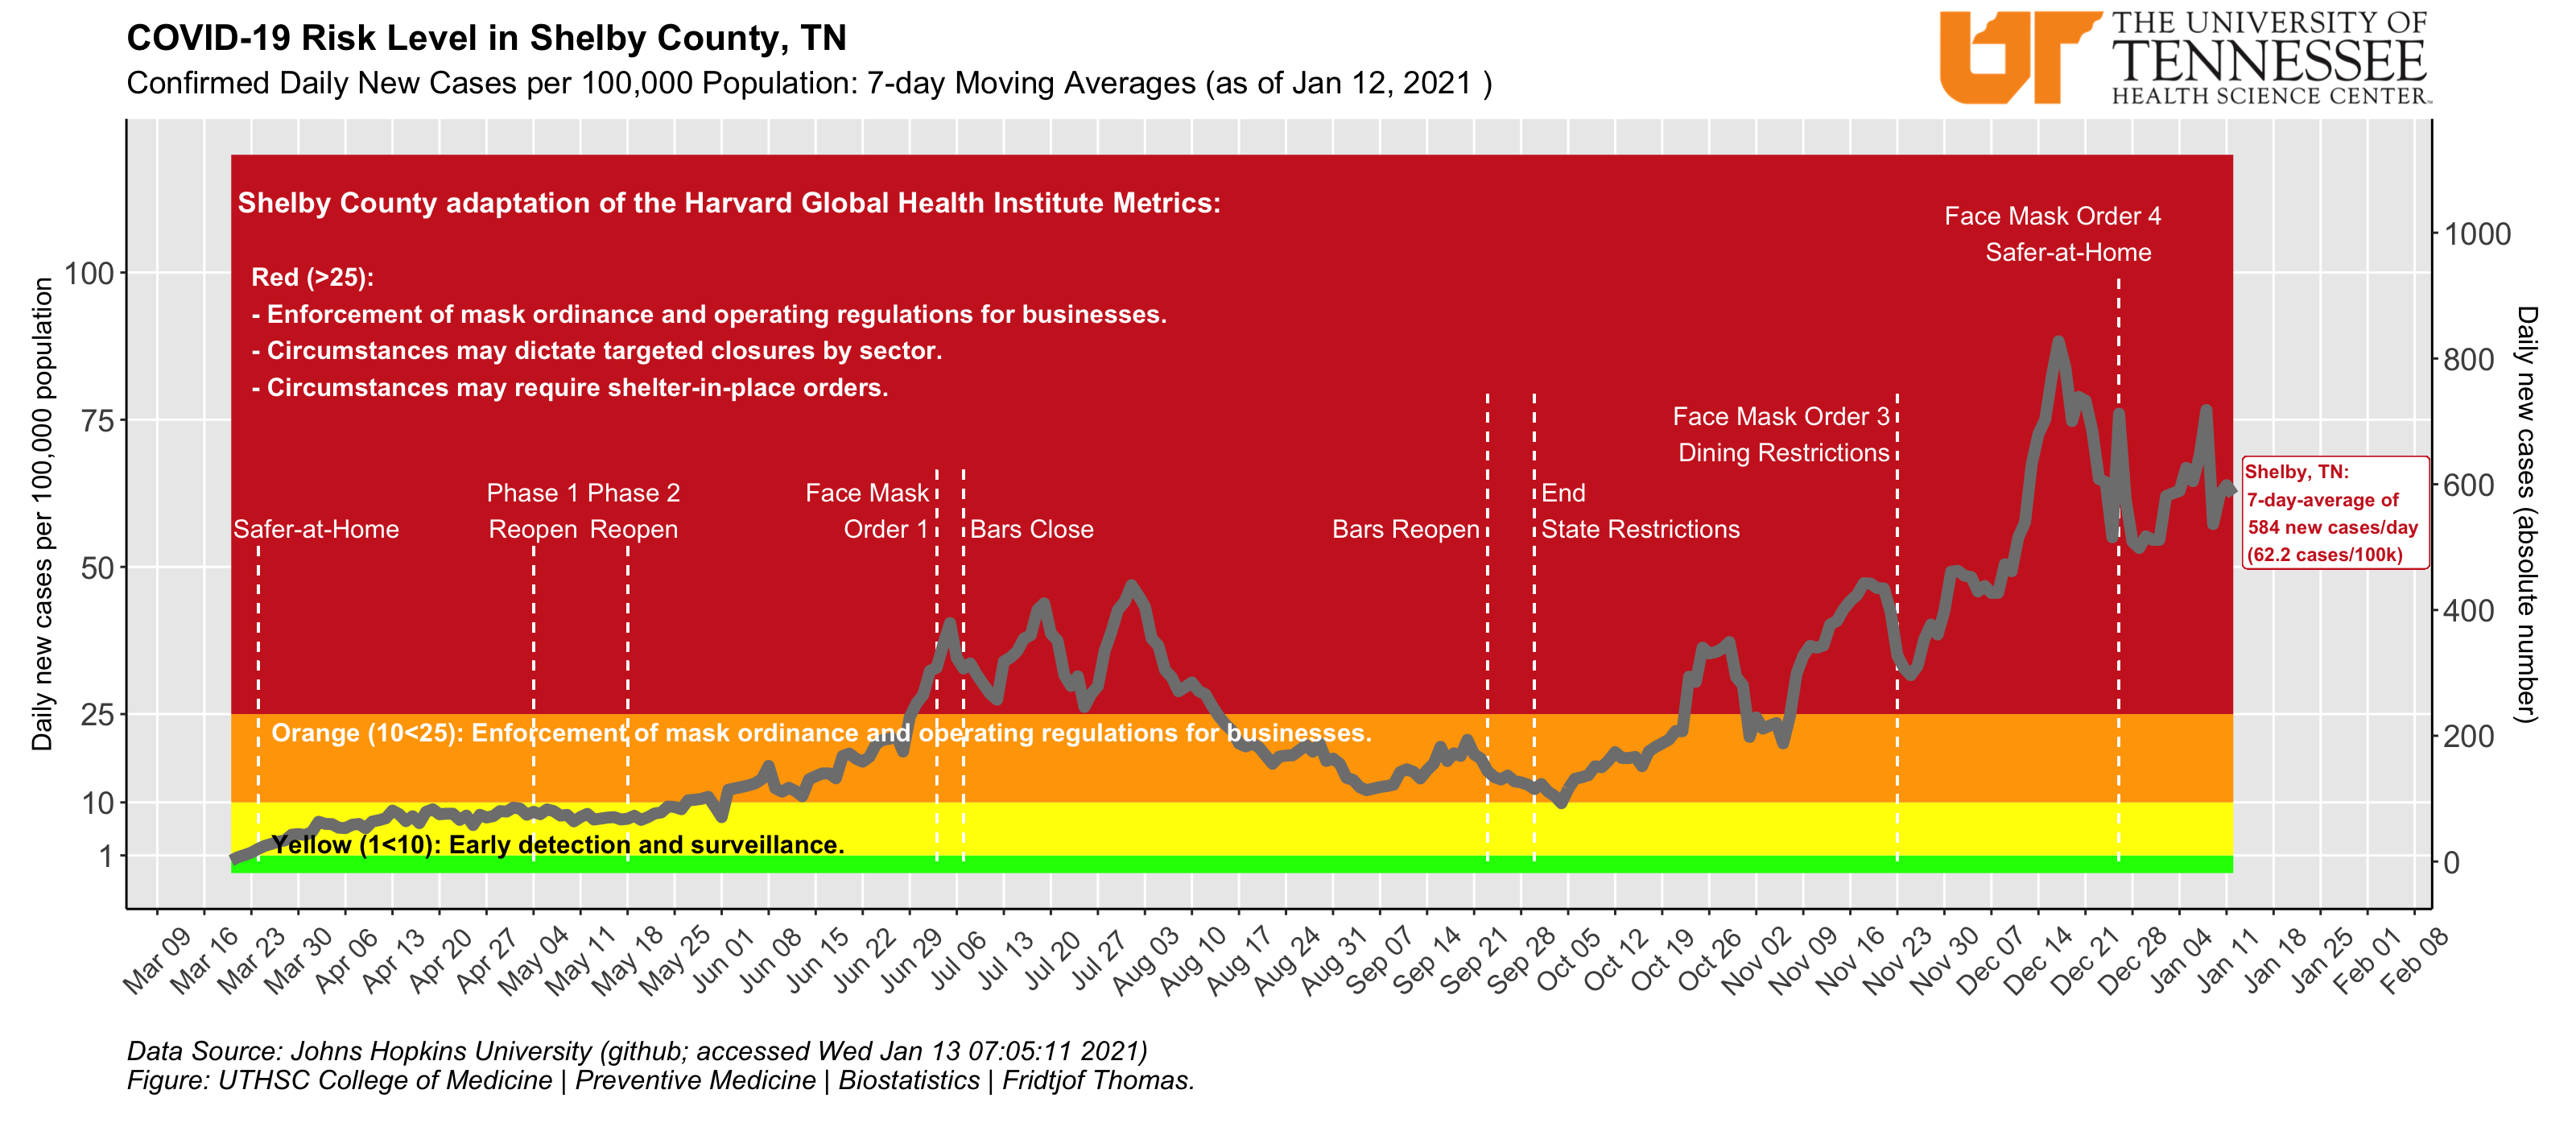 COVID-19 Risk Level in Shelby County, TN
Confirmed Daily New Cases per 100,000 Population: 7-day Moving Averages (as of Jan 12, 2021 )
UT
THE UNIVERSITY OF
TENNESSEE
HEALTH SCIENCE CENTER™
Shelby County adaptation of the Harvard Global Health Institute Metrics:
Red (>25):
- Enforcement of mask ordinance and operating regulations for businesses.
- Circumstances may dictate targeted closures by sector.
- Circumstances may require shelter-in-place orders.
Face Mask Order 4
Safer-at-Home
Face Mask Order 3
Dining Restrictions
Safer-at-Home
Phase 1
Reopen
Phase 2
Reopen
Face Mask
Order 1
Bars Close
Bars Reopen
End
State Restrictions
Shelby, TN:
7-day-average of
584 new cases/day
(62.2 cases/100k)
Orange (10<25): Enforcement of mask ordinance and operating regulations for businesses.
Yellow (1<10): Early detection and surveillance.
Daily new cases per 100,000 population
100
75
50
25
10
1
Daily new cases (absolute number)
1000
800
600
400
200
0
Mar 09
Mar 16
Mar 23
Mar 30
Apr 06
Apr 13
Apr 20
Apr 27
May 04
May 11
May 18
May 25
Jun 01
Jun 08
Jun 15
Jun 22
Jun 29
Jul 06
Jul 13
Jul 20
Jul 27
Aug 03
Aug 10
Aug 17
Aug 24
Aug 31
Sep 07
Sep 14
Sep 21
Sep 28
Oct 05
Oct 12
Oct 19
Oct 26
Nov 02
Nov 09
Nov 16
Nov 23
Nov 30
Dec 07
Dec 14
Dec 21
Dec 28
Jan 04
Jan 11
Jan 18
Jan 25
Feb 01
Feb 08
Data Source: Johns Hopkins University (github; accessed Wed Jan 13 07:05:11 2021)
Figure: UTHSC College of Medicine | Preventive Medicine | Biostatistics | Fridtjof Thomas.